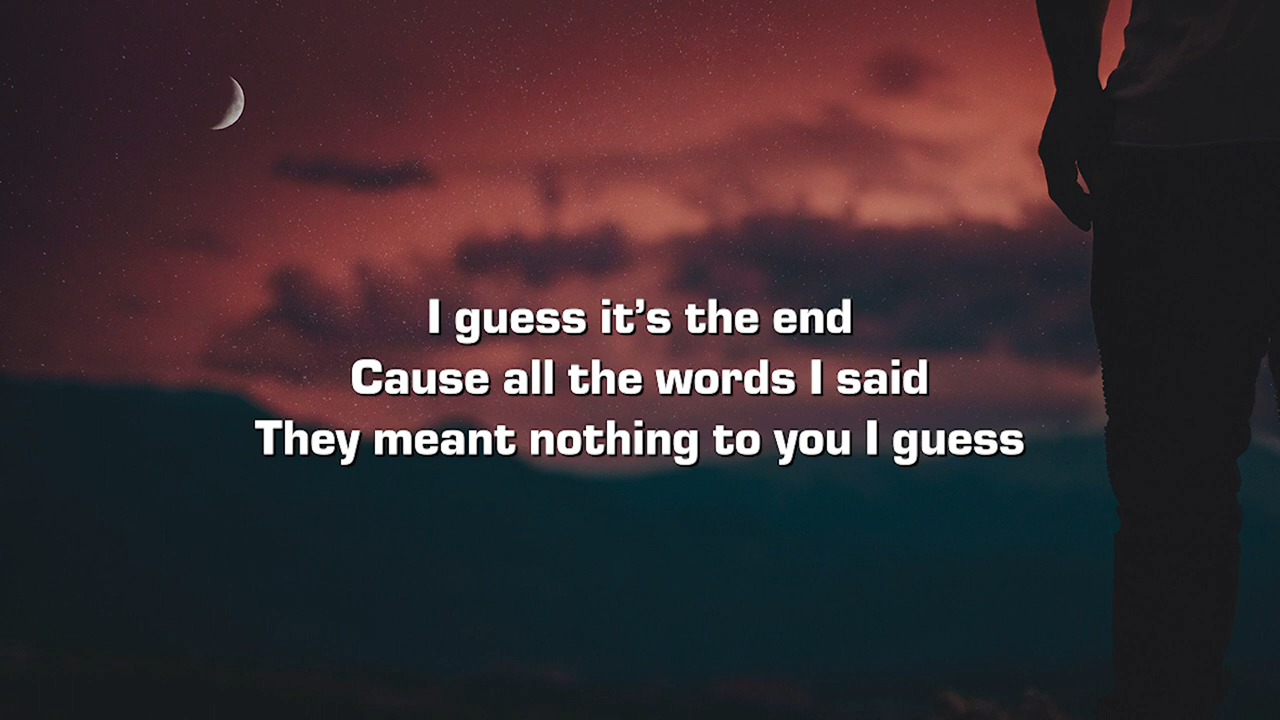 I guess it’s the end
Cause all the words I said
They meant nothing to you I guess